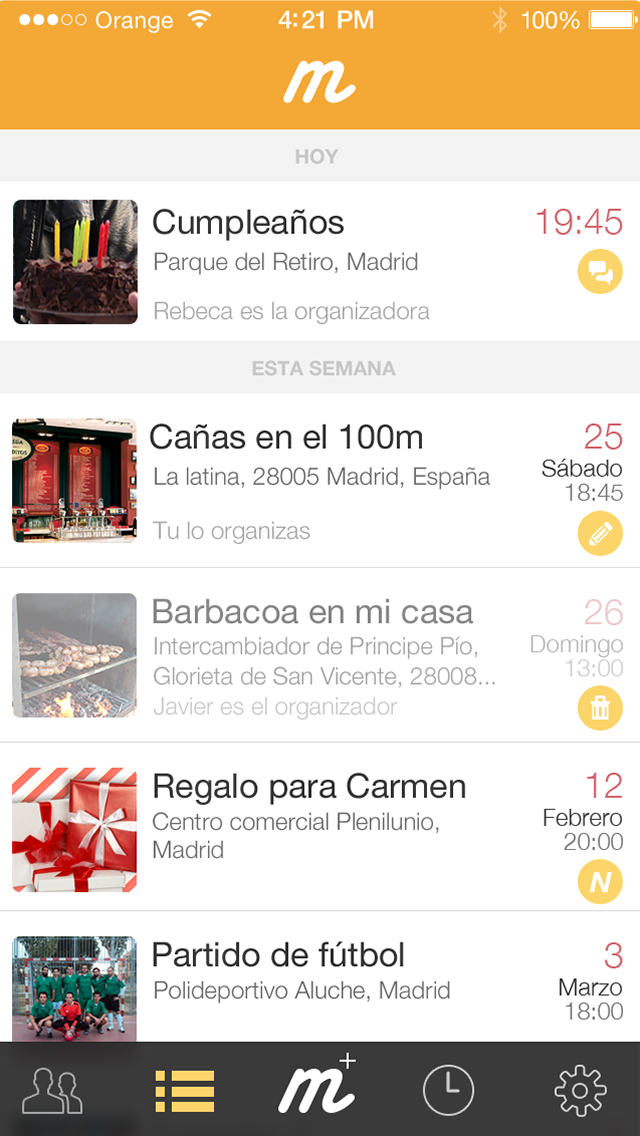 Orange 4:21 PM 100%
m
HOY
Cumpleaños 19:45
Parque del Retiro, Madrid
Rebeca es la organizadora
ESTA SEMANA
Cañas en el 100m 25
La latina, 28005 Madrid, España Sábado
18:45
Tu lo organizas
Barbacoa en mi casa 26
Intercambiador de Principe Pío, Domingo
Glorieta de San Vicente, 28008... 13:00
Javier es el organizador
Regalo para Carmen 12
Centro comercial Plenilunio, Febrero
Madrid 20:00
N
Partido de fútbol 3
Polideportivo Aluche, Madrid Marzo
18:00
m+